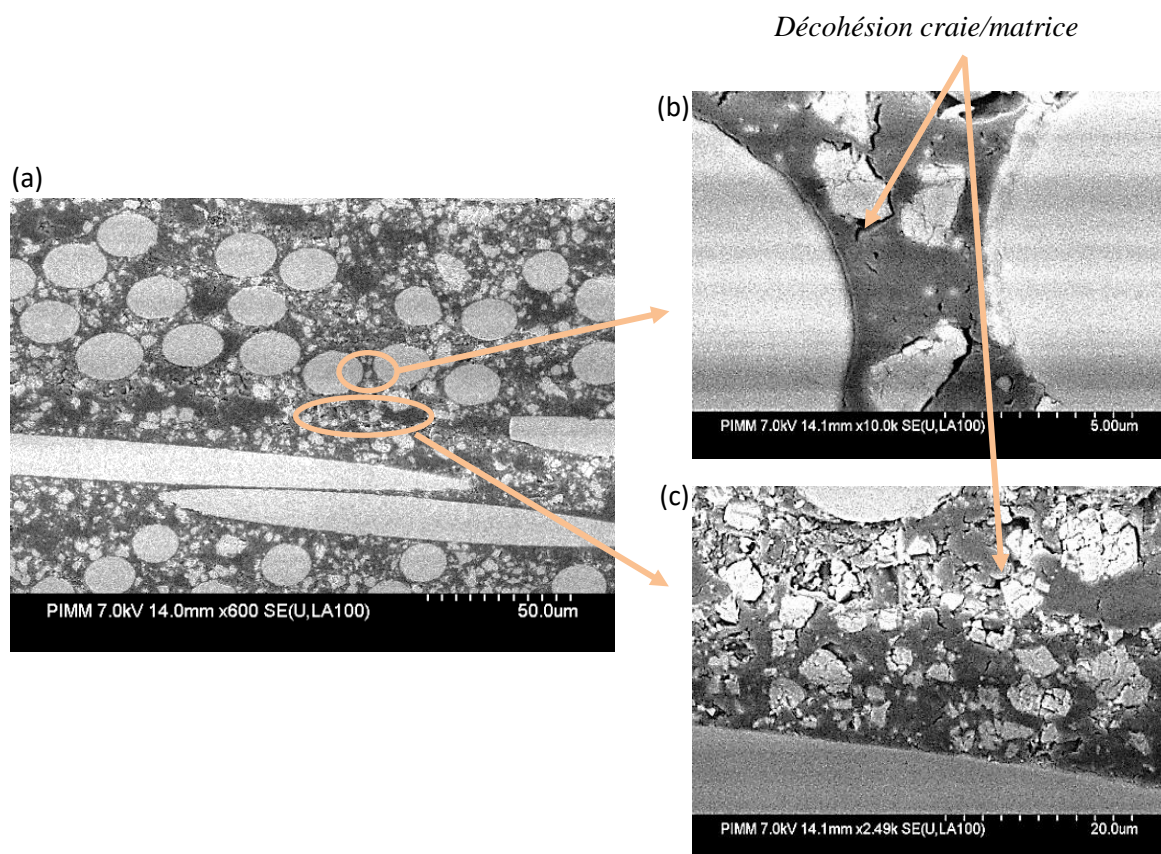 Décohésion craie/matrice
(b)
(a)
PIMM 7.0kV 14.1mm x10.0k SE(U,LA100) 5.00um
(c)
PIMM 7.0kV 14.0mm x600 SE(U,LA100) 50.0um
PIMM 7.0kV 14.1mm x2.49k SE(U,LA100) 20.0um